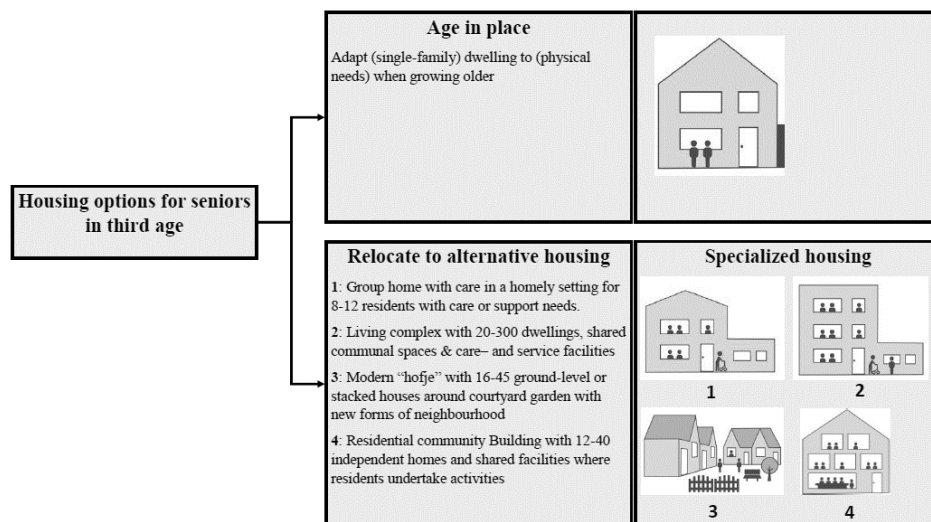 Housing options for seniors
in third age
Age in place
Adapt (single-family) dwelling to (physical
needs) when growing older
Relocate to alternative housing
1: Group home with care in a homely setting for
8-12 residents with care or support needs.
2: Living complex with 20-300 dwellings, shared
communal spaces & care– and service facilities
3: Modern “hofje” with 16-45 ground-level or
stacked houses around courtyard garden with
new forms of neighbourhood
4: Residential community Building with 12-40
independent homes and shared facilities where
residents undertake activities
Specialized housing
1
2
3
4